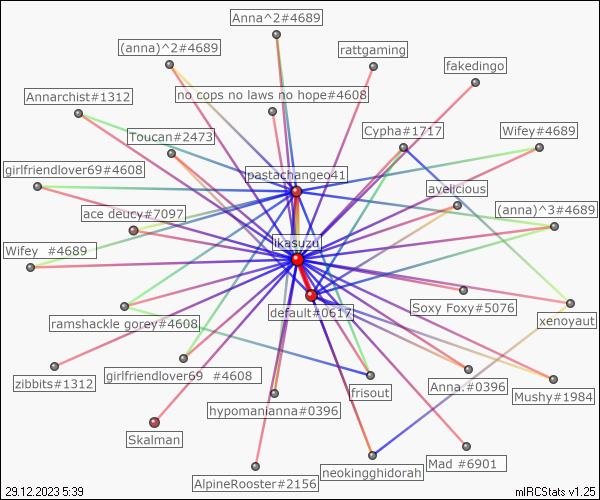 Anna^2#4689
(anna)^2#4689
rattgaming
fakedingo
Annarchist#1312
no cops no laws no hope#4608
Toucan#2473
Cypha#1717
Wifey#4689
girlfriendlover69#4608
pastachangeo41
ayelicious
ace deucy#7097
(anna)^3#4689
Wifey #4689
likasuzu
Soxy Foxy#5076
xenoyaut
ramshackle gorey#4608
default#0617
zibbits#1312
girlfriendlover69 #4608
frisout
Anna.#0396
Mushy#1984
hypomanianna#0396
Skalman
Mad #6901
neokingghidorah
AlpineRooster#2156
29.12.2023 5:39
mIRCStats v1.25